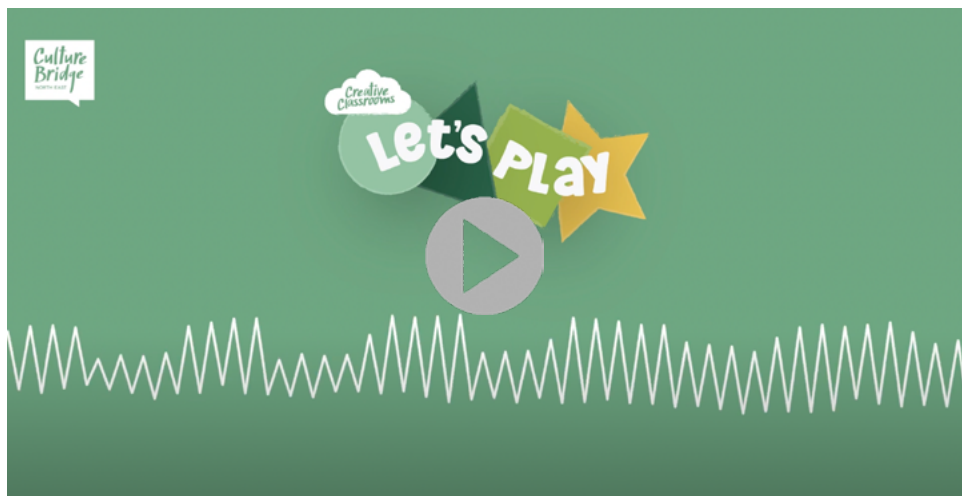 Culture
Bridge
NORTH EAST
Creative
Classrooms
Let's PLay